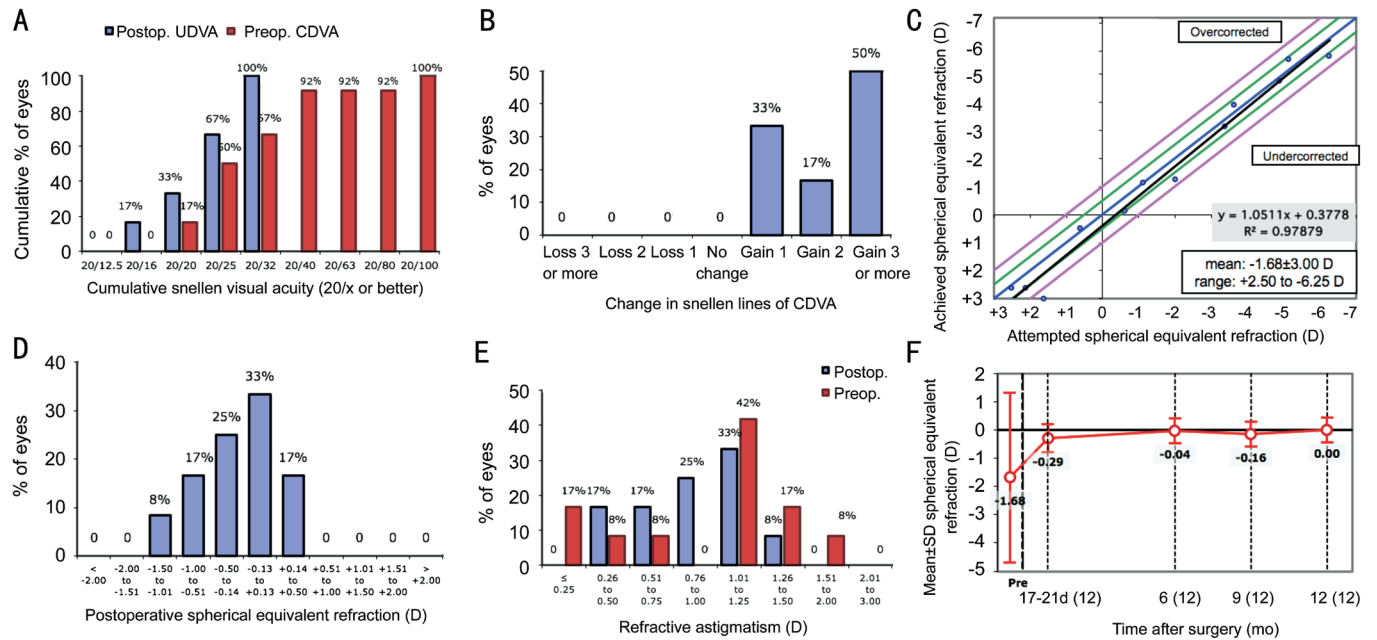 A
Postop. UDVA Preop. CDVA
Cumulative % of eyes
100
80
60
40
20
0
0 0 17% 0 33% 17% 67% 50% 100% 67% 92% 92% 92% 100%
20/12.5 20/16 20/20 20/25 20/32 20/40 20/63 20/80 20/100
Cumulative snellen visual acuity (20/x or better)
B
% of eyes
50
40
30
20
10
0
0 0 0 0 33% 17% 50%
Loss 3 Loss 2 Loss 1 No Gain 1 Gain 2 Gain 3
or more change or more
Change in snellen lines of CDVA
C
Achieved spherical equivalent refraction (D)
-7
-6
-5
-4
-3
-2
-1
0
+1
+2
+3
Overcorrected
Undercorrected
y = 1.0511x + 0.3778
R² = 0.97879
mean: -1.68±3.00 D
range: +2.50 to -6.25 D
+3 +2 +1 0 -1 -2 -3 -4 -5 -6 -7
Attempted spherical equivalent refraction (D)
D
% of eyes
40
30
20
10
0
0 0 8% 17% 25% 33% 17% 0 0 0 0
< -2.00 -1.50 -1.00 -0.50 -0.13 +0.14 +0.51 +1.01 +1.51 >
-2.00 to to to to to to to to to +2.00
-1.51 -1.01 -0.51 -0.14 +0.13 +0.50 +1.00 +1.50 +2.00
Postoperative spherical equivalent refraction (D)
E
Postop.
Preop.
% of eyes
50
40
30
20
10
0
0 17% 17% 8% 17% 8% 25% 0 33% 42% 8% 17% 8% 0
≤ 0.26 0.51 0.76 1.01 1.26 1.51 2.01
0.25 to to to to to to to
0.50 0.75 1.00 1.25 1.50 2.00 3.00
Refractive astigmatism (D)
F
Mean±SD spherical equivalent
refraction (D)
2
1
0
-1
-2
-3
-4
-5
-1.68 -0.29 -0.04 -0.16 0.00
Pre
17-21d (12) 6 (12) 9 (12) 12 (12)
Time after surgery (mo)